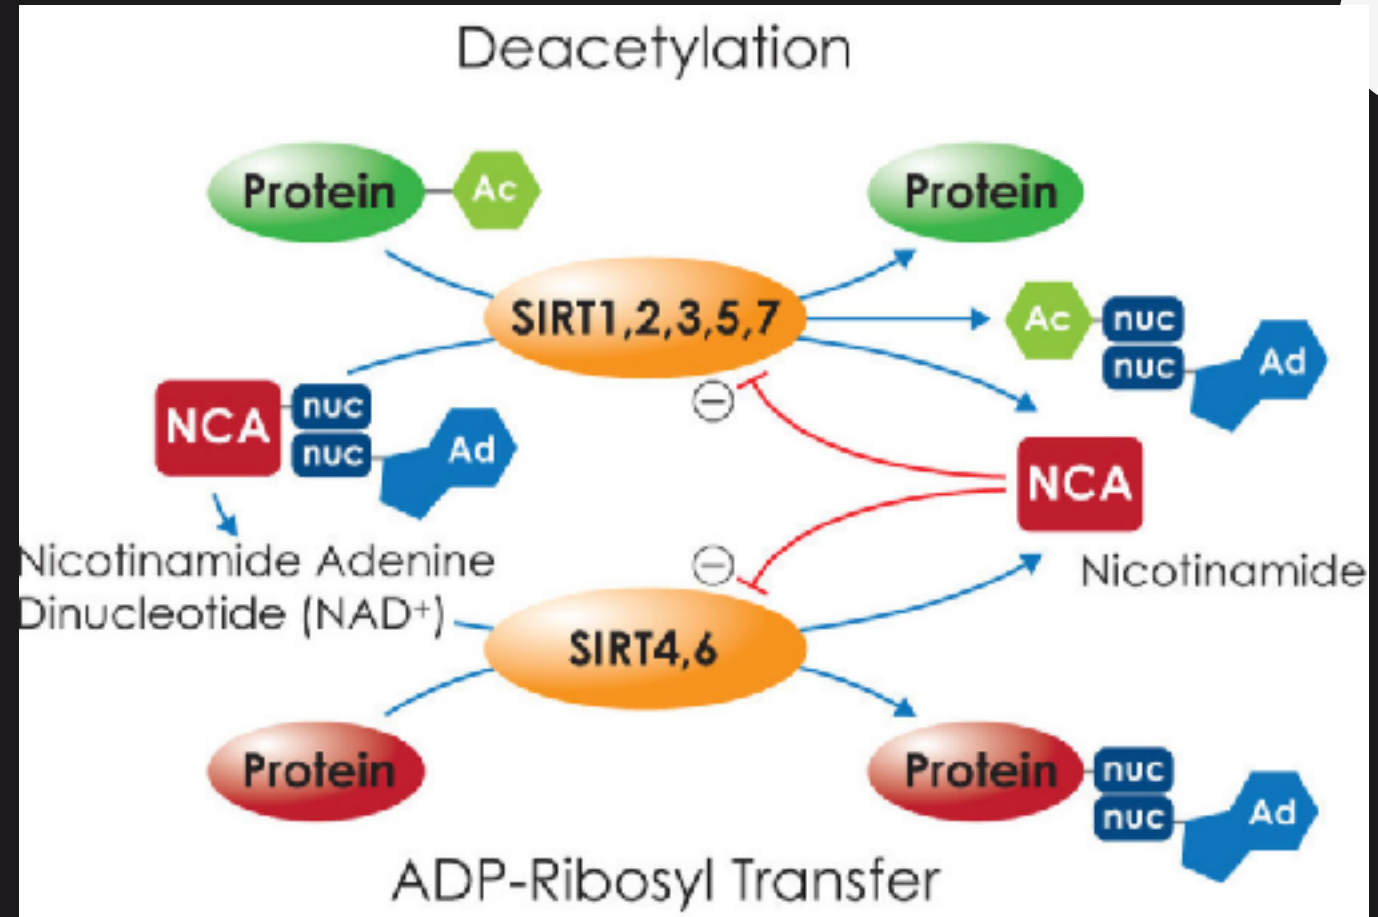 Deacetylation
Protein
Ac
Protein
SIRT1,2,3,5,7
Ac
nuc
nuc
Ad
NCA
nuc
nuc
Ad
NCA
Nicotinamide Adenine
Dinucleotide (NAD+)
Nicotinamide
SIRT4,6
Protein
Protein
nuc
nuc
Ad
ADP-Ribosyl Transfer